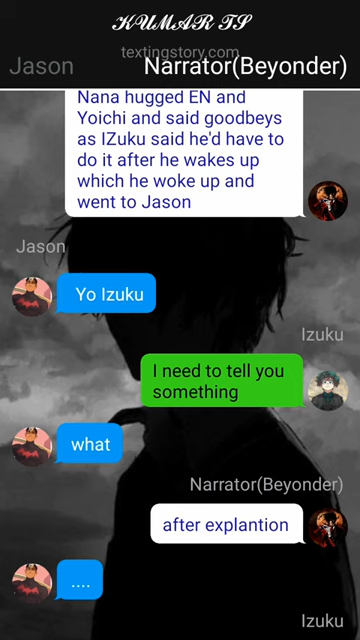 KUMAR TS
textingstory.com
Jason
Narrator(Beyonder)
Nana hugged EN and
Yoichi and said goodbeys
as IZuku said he'd have to
do it after he wakes up
which he woke up and
went to Jason
Jason
Yo Izuku
Izuku
I need to tell you
something
what
Narrator(Beyonder)
after explantion
....
Izuku